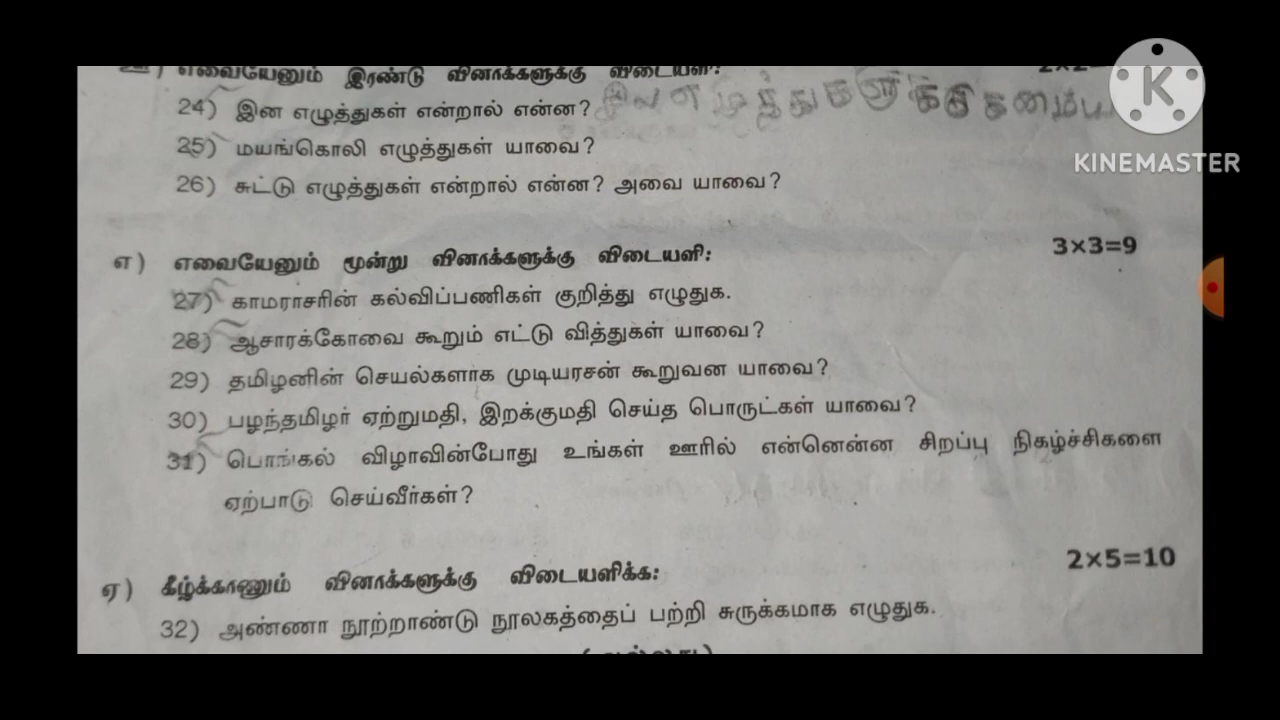 எவையேனும் இரண்டு வினாக்களுக்கு விடையளி:
24) இன எழுத்துகள் என்றால் என்ன?
25) மயங்கொலி எழுத்துகள் யாவை?
KINEMASTER
26) சுட்டு எழுத்துகள் என்றால் என்ன? அவை யாவை?
எ) எவையேனும் மூன்று வினாக்களுக்கு விடையளி: 3×3=9
27) காமராசரின் கல்விப்பணிகள் குறித்து எழுதுக.
28) ஆசாரக்கோவை கூறும் எட்டு வித்துகள் யாவை?
29) தமிழனின் செயல்களாக முடியரசன் கூறுவன யாவை?
30) பழந்தமிழர் ஏற்றுமதி, இறக்குமதி செய்த பொருட்கள் யாவை?
31) பொங்கல் விழாவின்போது உங்கள் ஊரில் என்னென்ன சிறப்பு நிகழ்ச்சிகளை
ஏற்பாடு செய்வீர்கள்?
ஏ) கீழ்க்காணும் வினாக்களுக்கு விடையளிக்க: 2×5=10
32) அண்ணா நூற்றாண்டு நூலகத்தைப் பற்றி சுருக்கமாக எழுதுக.